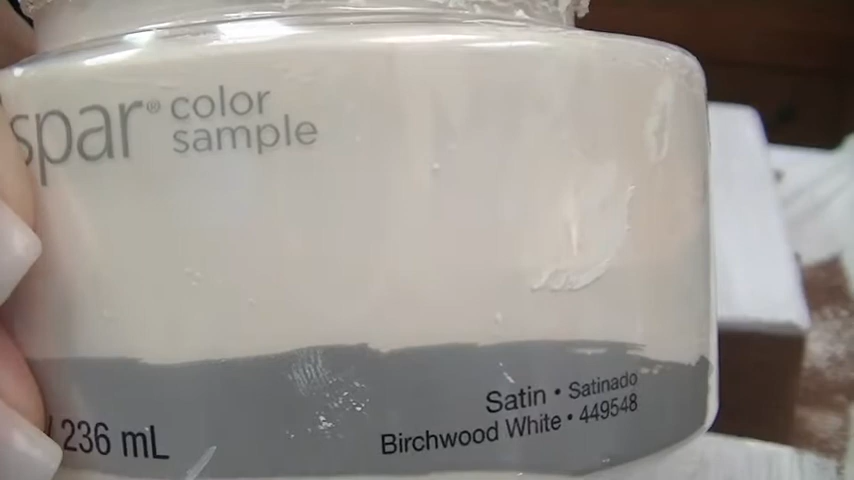 spar® color
sample
236 mL
Satin • Satinado
Birchwood White • 449548